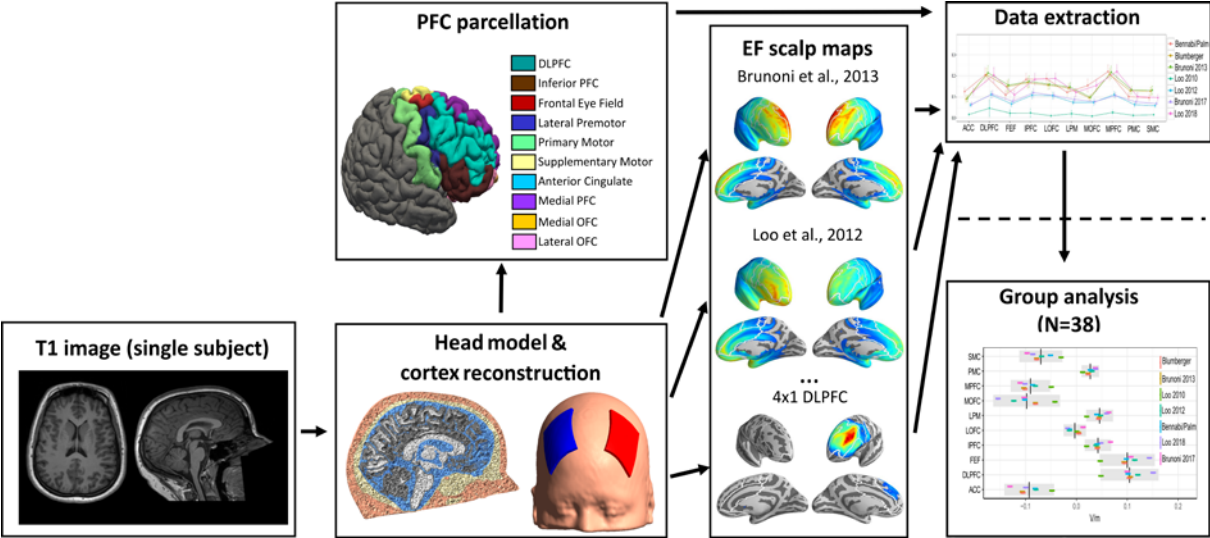 PFC parcellation
DLPFC
Inferior PFC
Frontal Eye Field
Lateral Premotor
Primary Motor
Supplementary Motor
Anterior Cingulate
Medial PFC
Medial OFC
Lateral OFC
T1 image (single subject)
Head model &
cortex reconstruction
EF scalp maps
Brunoni et al., 2013
Loo et al., 2012
...
4x1 DLPFC
Data extraction
Bennabi/Palm
Blumberger
Brunoni 2013
Loo 2010
Loo 2012
Brunoni 2017
Loo 2018
ACC DLPFC FEF IPFC LOFC LPM MOFC MPFC PMC SMC
Group analysis
(N=38)
SMC
PMC
MPFC
MOFC
LPM
LOFC
IPFC
FEF
DLPFC
ACC
Blumberger
Brunoni 2013
Loo 2010
Loo 2012
Bennabi/Palm
Loo 2018
Brunoni 2017
−0.1 0.0 0.1 0.2
V/m